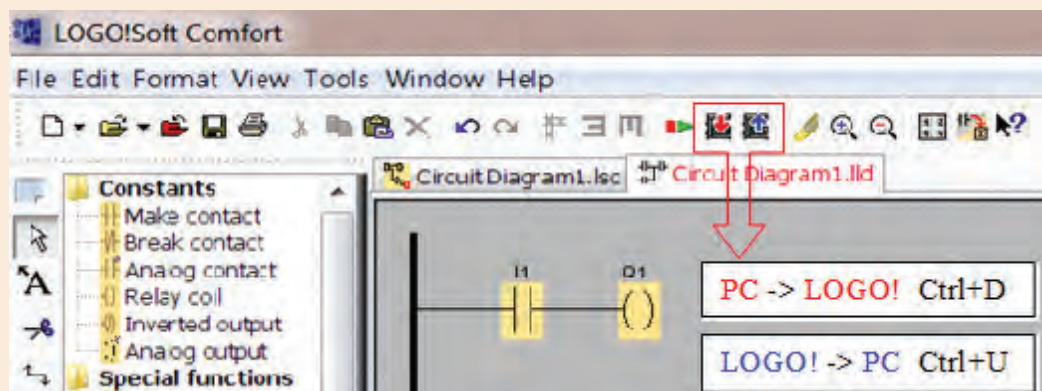 LOGO!Soft Comfort
File Edit Format View Tools Window Help
Circuit Diagram1.lsc Circuit Diagram1.lld
Constants
Make contact
Break contact
Analog contact
Relay coil
Inverted output
Analog output
Special functions
I1 Q1
PC -> LOGO! Ctrl+D
LOGO! -> PC Ctrl+U